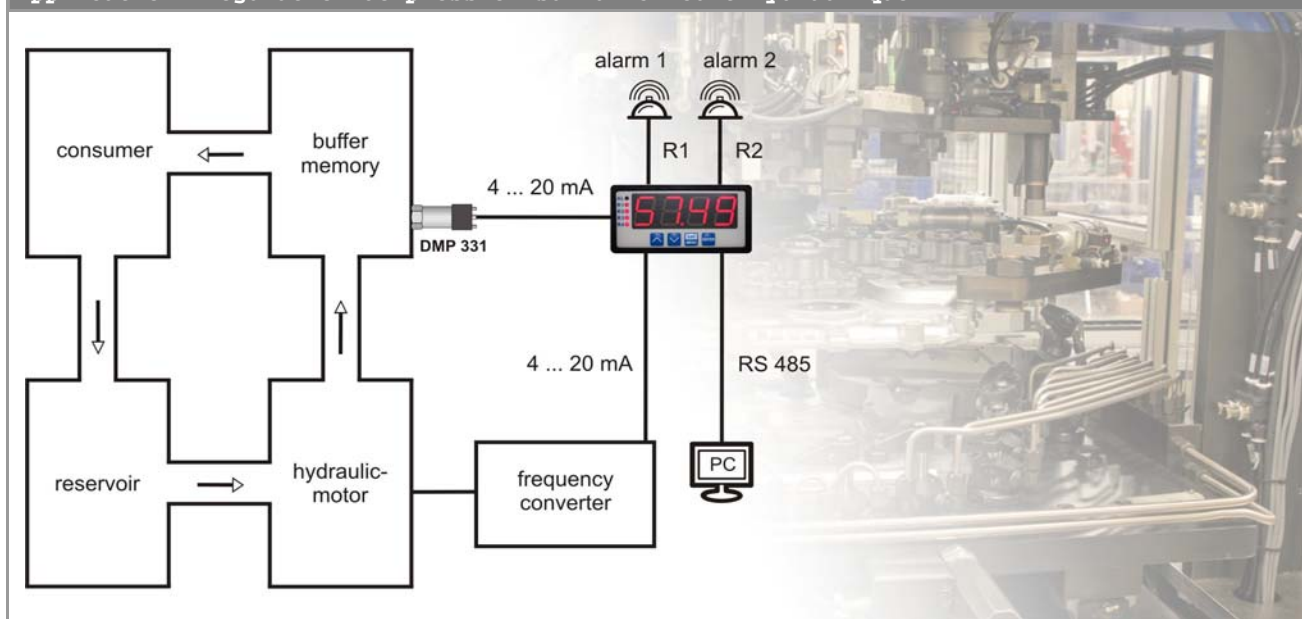 alarm 1
alarm 2
R1
R2
consumer
buffer
memory
4 ... 20 mA
57.49
DMP 331
4 ... 20 mA
RS 485
reservoir
hydraulic-
motor
frequency
converter
PC